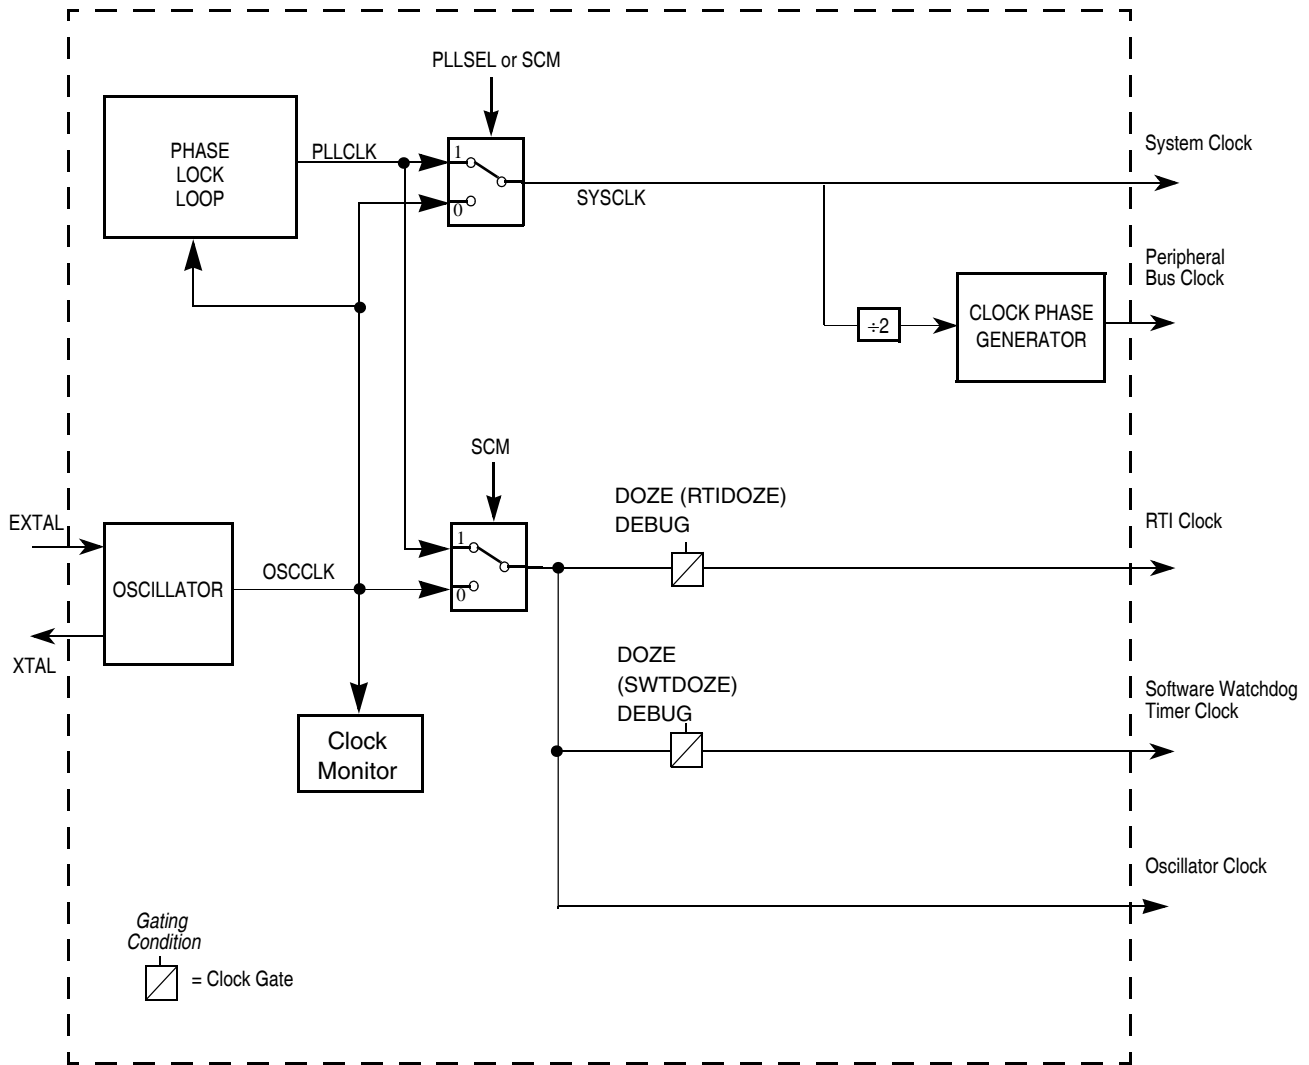 PLLSEL or SCM
PHASE
LOCK
LOOP
PLLCLK
1
0
SYSCLK
System Clock
Peripheral
Bus Clock
÷2
CLOCK PHASE
GENERATOR
SCM
EXTAL
XTAL
OSCILLATOR
OSCCLK
1
0
DOZE (RTIDOZE)
DEBUG
RTI Clock
DOZE
(SWTDOZE)
DEBUG
Software Watchdog
Timer Clock
Clock
Monitor
Oscillator Clock
Gating
Condition
= Clock Gate